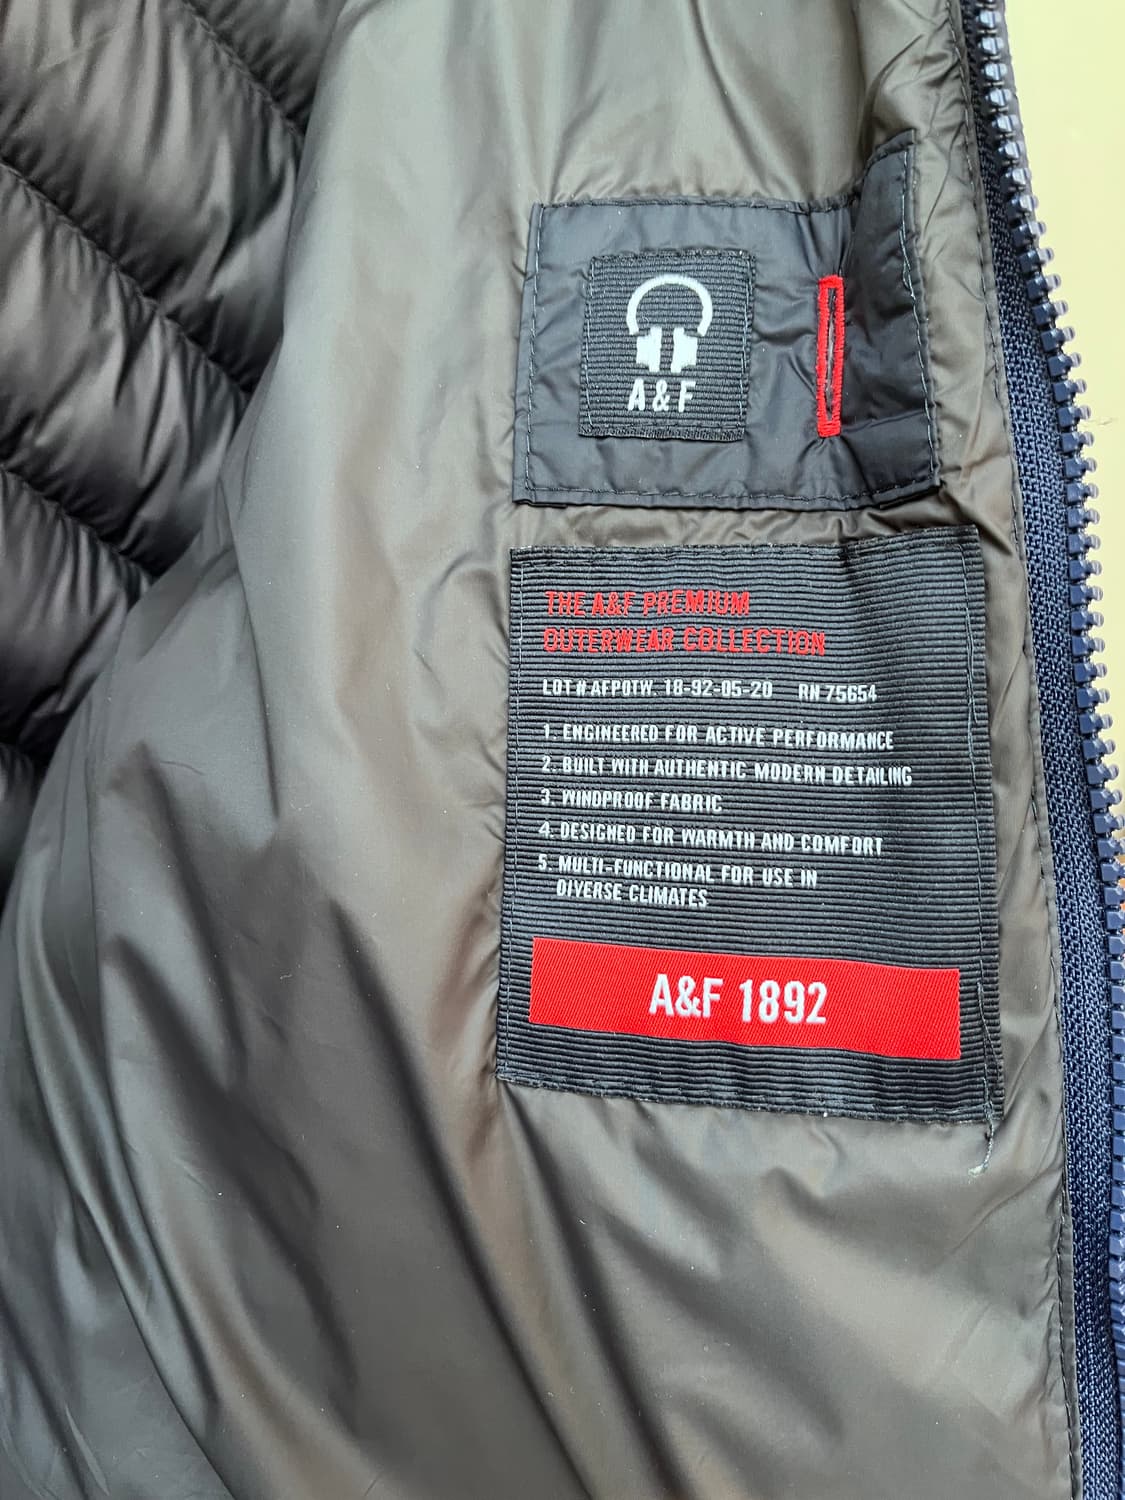 A&F
THE A&F PREMIUM
OUTERWEAR COLLECTION
LOT # AFPOTW 18-92-05-20 RN 75654
1. ENGINEERED FOR ACTIVE PERFORMANCE
2. BUILT WITH AUTHENTIC MODERN DETAILING
3. WINDPROOF FABRIC
4. DESIGNED FOR WARMTH AND COMFORT
5. MULTI-FUNCTIONAL FOR USE IN
DIVERSE CLIMATES
A&F 1892